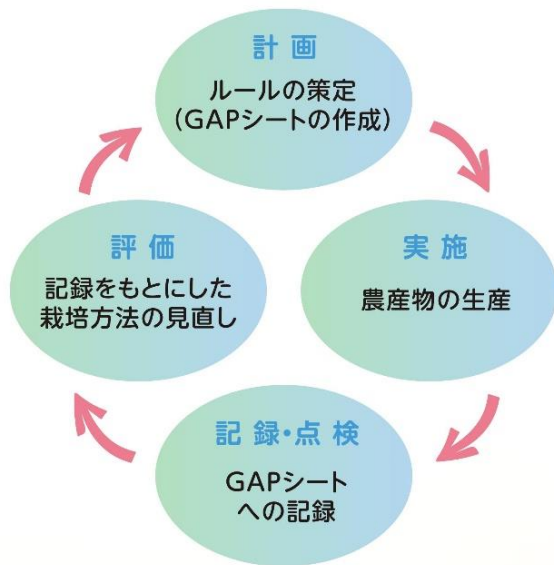 計画
ルールの策定
(GAPシートの作成)
実施
農産物の生産
記録・点検
GAPシート
への記録
評価
記録をもとにした
栽培方法の見直し